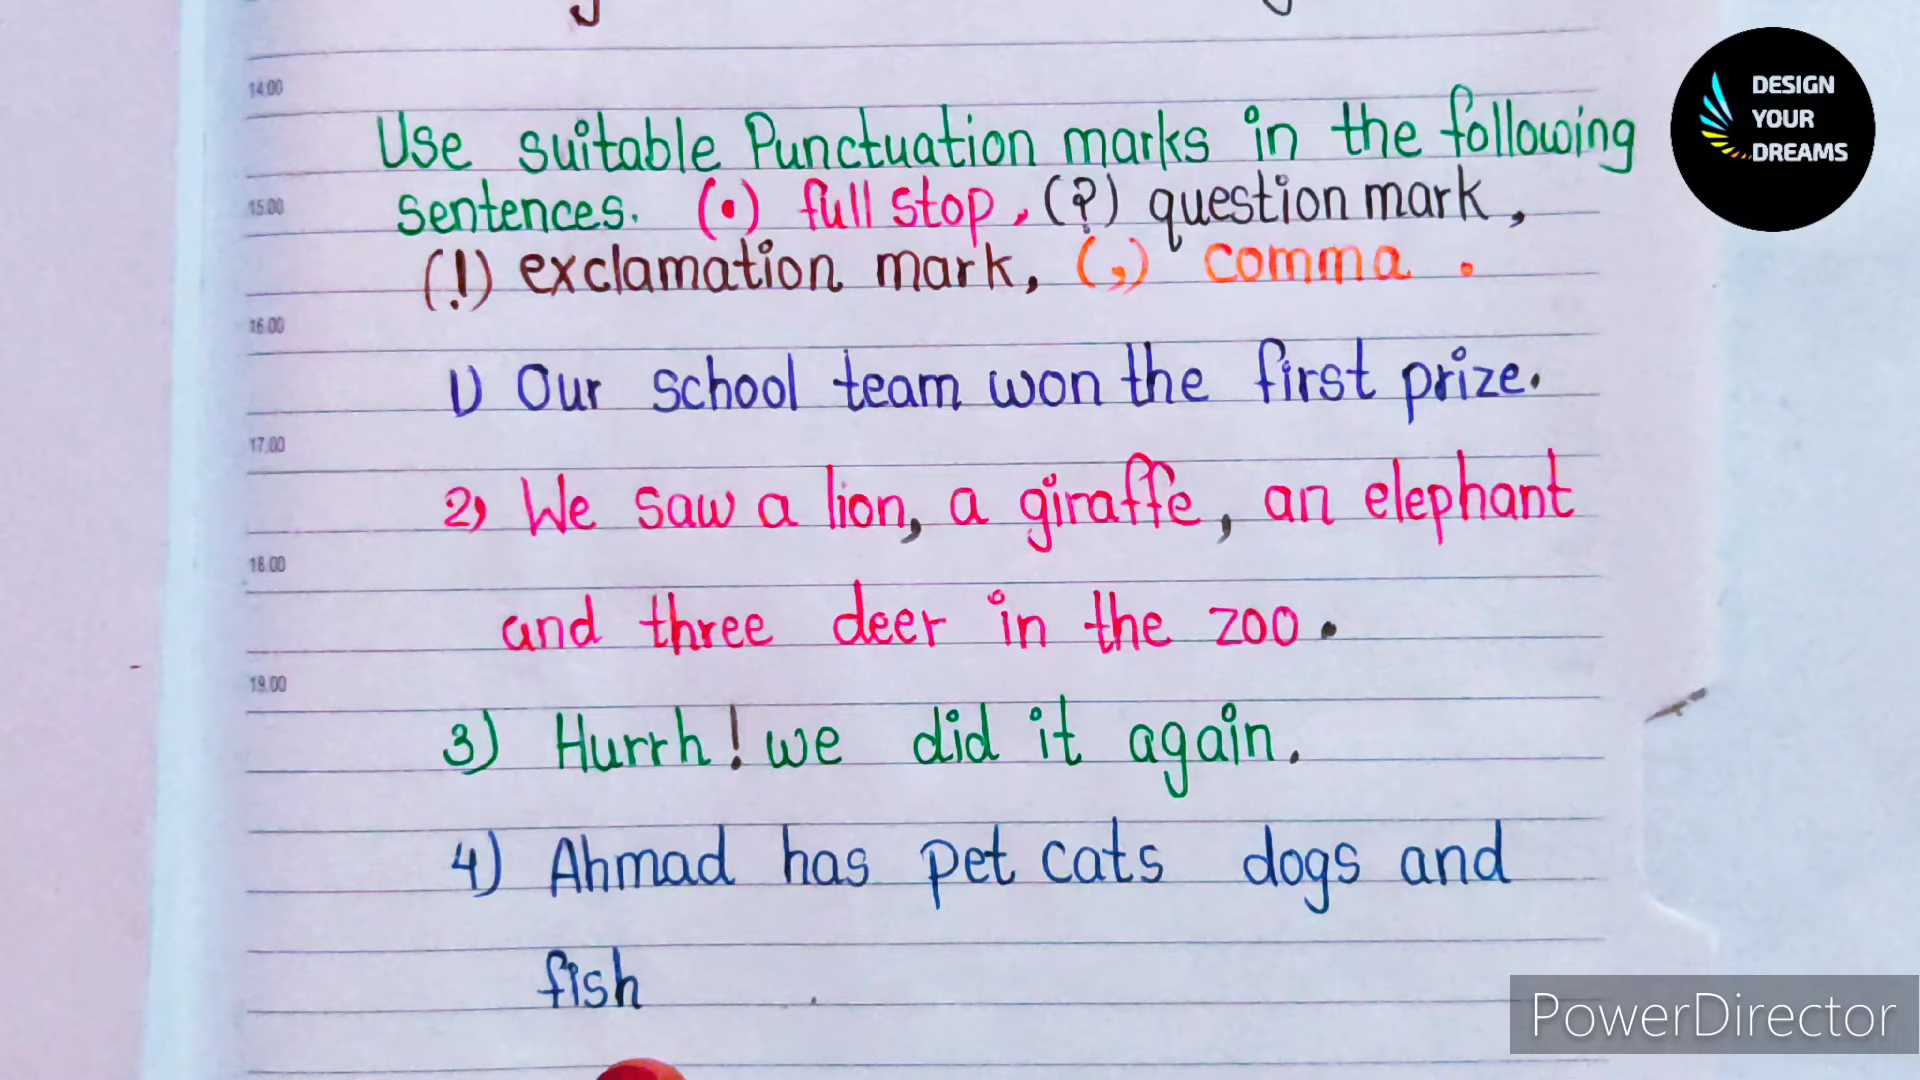 14.00
Use suitable Punctuation marks in the following
15.00
sentences. (.) full stop, (?) question mark,
(!) exclamation mark, (,) comma .
16.00
1) Our school team won the first prize.
17.00
2) We saw a lion, a giraffe, an elephant
18.00
and three deer in the zoo.
19.00
3) Hurrh! we did it again.
4) Ahmad has pet cats dogs and
fish
DESIGN
YOUR
DREAMS
PowerDirector